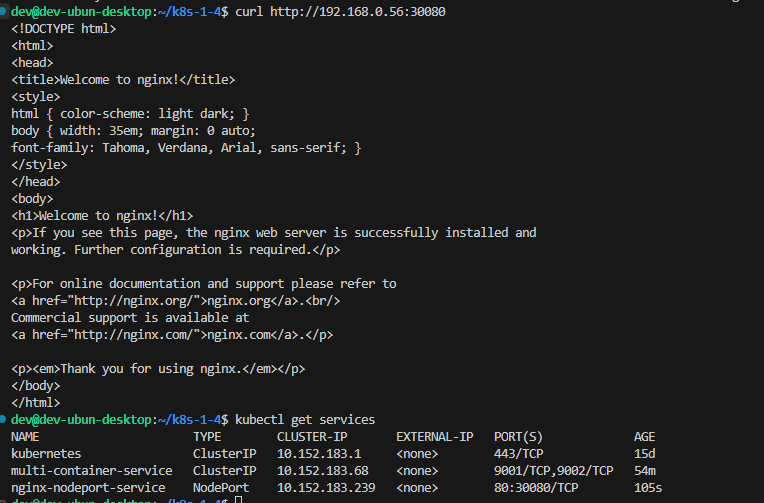 dev@dev-ubun-desktop:~/k8s-1-4$ curl http://192.168.0.56:30080
<!DOCTYPE html>
<html>
<head>
<title>Welcome to nginx!</title>
<style>
html { color-scheme: light dark; }
body { width: 35em; margin: 0 auto;
font-family: Tahoma, Verdana, Arial, sans-serif; }
</style>
</head>
<body>
<h1>Welcome to nginx!</h1>
<p>If you see this page, the nginx web server is successfully installed and
working. Further configuration is required.</p>

<p>For online documentation and support please refer to
<a href="http://nginx.org/">nginx.org</a>.<br/>
Commercial support is available at
<a href="http://nginx.com/">nginx.com</a>.</p>

<p><em>Thank you for using nginx.</em></p>
</body>
</html>
dev@dev-ubun-desktop:~/k8s-1-4$ kubectl get services
NAME TYPE CLUSTER-IP EXTERNAL-IP PORT(S) AGE
kubernetes ClusterIP 10.152.183.1 <none> 443/TCP 15d
multi-container-service ClusterIP 10.152.183.68 <none> 9001/TCP,9002/TCP 54m
nginx-nodeport-service NodePort 10.152.183.239 <none> 80:30080/TCP 105s